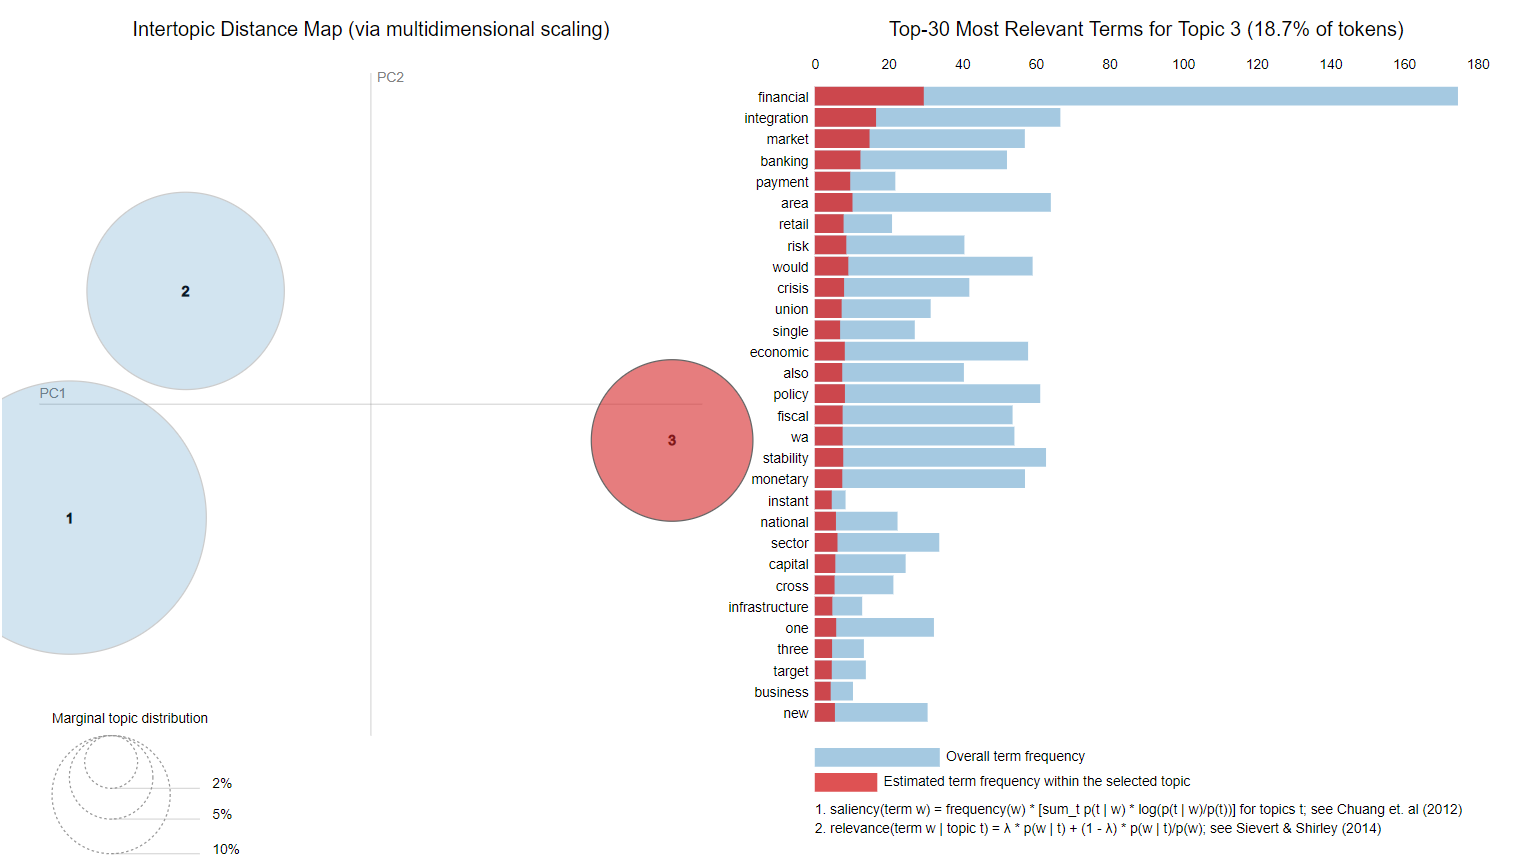 Intertopic Distance Map (via multidimensional scaling)
PC2
PC1
2
1
3
Marginal topic distribution
2%
5%
10%
Top-30 Most Relevant Terms for Topic 3 (18.7% of tokens)
0 20 40 60 80 100 120 140 160 180
financial
integration
market
banking
payment
area
retail
risk
would
crisis
union
single
economic
also
policy
fiscal
wa
stability
monetary
instant
national
sector
capital
cross
infrastructure
one
three
target
business
new
Overall term frequency
Estimated term frequency within the selected topic
1. saliency(term w) = frequency(w) * [sum_t p(t | w) * log(p(t | w)/p(t))] for topics t; see Chuang et. al (2012)
2. relevance(term w | topic t) = λ * p(w | t) + (1 - λ) * p(w | t)/p(w); see Sievert & Shirley (2014)